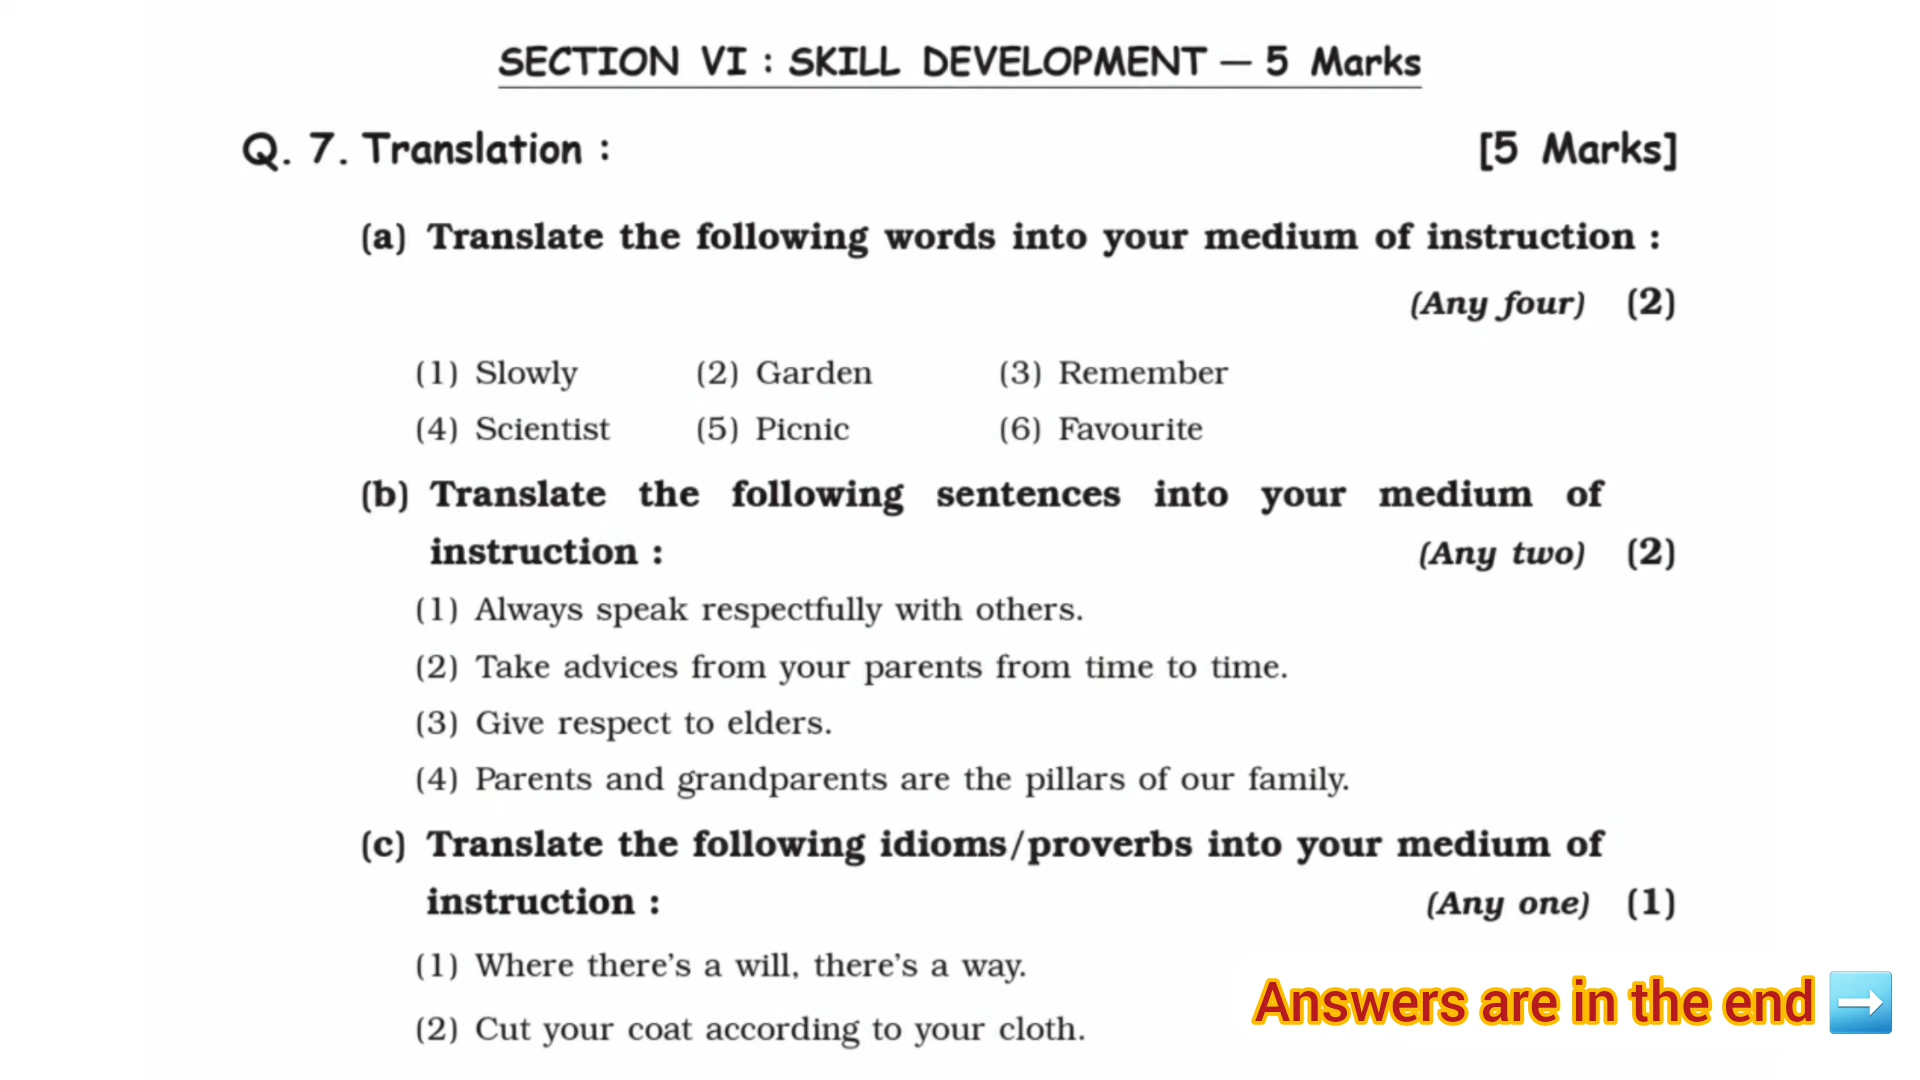 SECTION VI : SKILL DEVELOPMENT — 5 Marks
Q. 7. Translation : [5 Marks]
(a) Translate the following words into your medium of instruction :
(Any four) (2)
(1) Slowly (2) Garden (3) Remember
(4) Scientist (5) Picnic (6) Favourite
(b) Translate the following sentences into your medium of
instruction : (Any two) (2)
(1) Always speak respectfully with others.
(2) Take advices from your parents from time to time.
(3) Give respect to elders.
(4) Parents and grandparents are the pillars of our family.
(c) Translate the following idioms/proverbs into your medium of
instruction : (Any one) (1)
(1) Where there's a will, there's a way.
(2) Cut your coat according to your cloth.
Answers are in the end ➡